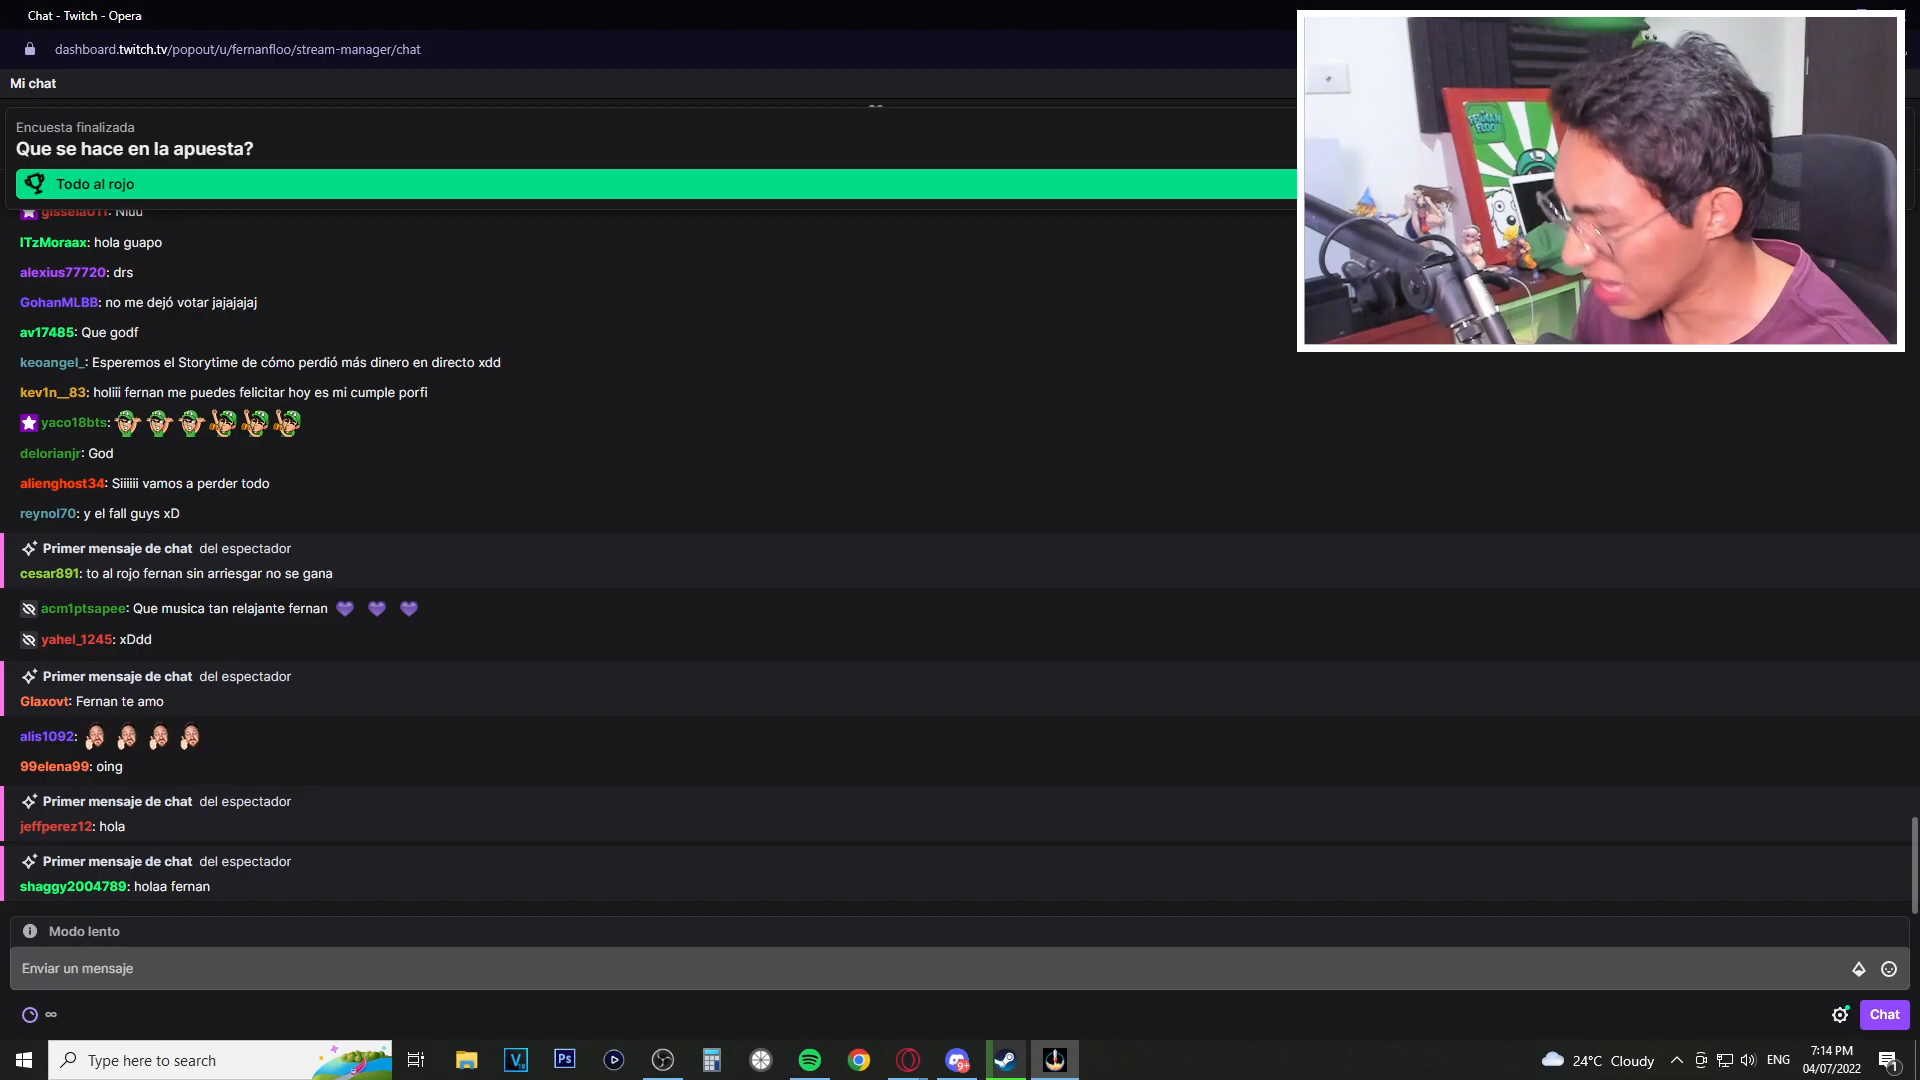 Chat - Twitch - Opera
dashboard.twitch.tv/popout/u/fernanfloo/stream-manager/chat
Mi chat
Encuesta finalizada
Que se hace en la apuesta?
Todo al rojo
ITzMoraax: hola guapo
alexius77720: drs
GohanMLBB: no me dejó votar jajajajaj
av17485: Que godf
keoangel_: Esperemos el Storytime de cómo perdió más dinero en directo xdd
kev1n__83: holiii fernan me puedes felicitar hoy es mi cumple porfi
yaco18bts:
delorianjr: God
alienghost34: Siiiiii vamos a perder todo
reynol70: y el fall guys xD
Primer mensaje de chat del espectador
cesar891: to al rojo fernan sin arriesgar no se gana
acm1ptsapee: Que musica tan relajante fernan
yahel_1245: xDdd
Primer mensaje de chat del espectador
Glaxovt: Fernan te amo
alis1092:
99elena99: oing
Primer mensaje de chat del espectador
jeffperez12: hola
Primer mensaje de chat del espectador
shaggy2004789: holaa fernan
Modo lento
Enviar un mensaje
∞
Chat
Type here to search
Ps
9+
24°C Cloudy
ENG
7:14 PM
04/07/2022
1
FERNAN
FLOO